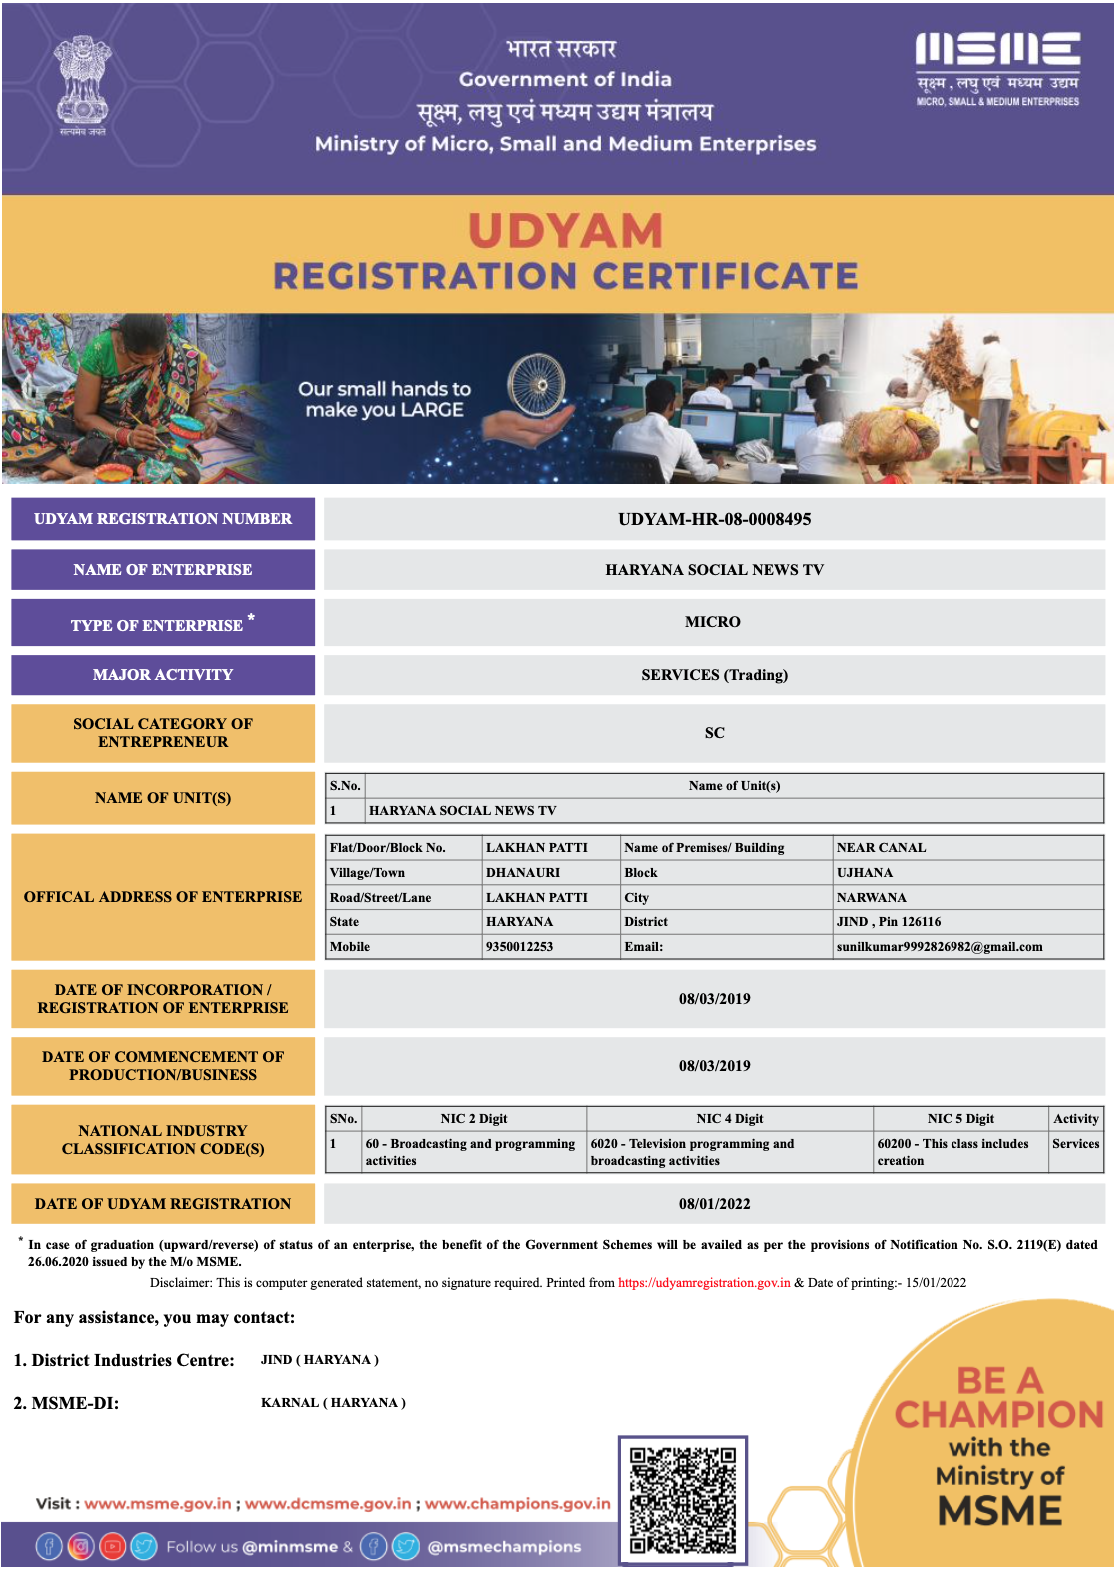 भारत सरकार
Government of India
सूक्ष्म, लघु एवं मध्यम उद्यम मंत्रालय
Ministry of Micro, Small and Medium Enterprises
सत्यमेव जयते
MSME
सूक्ष्म , लघु एवं मध्यम उद्यम
MICRO, SMALL & MEDIUM ENTERPRISES
UDYAM
REGISTRATION CERTIFICATE
Our small hands to
make you LARGE
UDYAM REGISTRATION NUMBER UDYAM-HR-08-0008495
NAME OF ENTERPRISE HARYANA SOCIAL NEWS TV
TYPE OF ENTERPRISE * MICRO
MAJOR ACTIVITY SERVICES (Trading)
SOCIAL CATEGORY OF
ENTREPRENEUR
SC
NAME OF UNIT(S)
S.No. Name of Unit(s)
1 HARYANA SOCIAL NEWS TV
OFFICAL ADDRESS OF ENTERPRISE
Flat/Door/Block No. LAKHAN PATTI Name of Premises/ Building NEAR CANAL
Village/Town DHANAURI Block UJHANA
Road/Street/Lane LAKHAN PATTI City NARWANA
State HARYANA District JIND , Pin 126116
Mobile 9350012253 Email: sunilkumar9992826982@gmail.com
DATE OF INCORPORATION /
REGISTRATION OF ENTERPRISE
08/03/2019
DATE OF COMMENCEMENT OF
PRODUCTION/BUSINESS
08/03/2019
NATIONAL INDUSTRY
CLASSIFICATION CODE(S)
SNo. NIC 2 Digit NIC 4 Digit NIC 5 Digit Activity
1 60 - Broadcasting and programming 6020 - Television programming and 60200 - This class includes Services
activities broadcasting activities creation
DATE OF UDYAM REGISTRATION 08/01/2022
* In case of graduation (upward/reverse) of status of an enterprise, the benefit of the Government Schemes will be availed as per the provisions of Notification No. S.O. 2119(E) dated
26.06.2020 issued by the M/o MSME.
Disclaimer: This is computer generated statement, no signature required. Printed from https://udyamregistration.gov.in & Date of printing:- 15/01/2022
For any assistance, you may contact:
1. District Industries Centre: JIND ( HARYANA )
2. MSME-DI: KARNAL ( HARYANA )
BE A
CHAMPION
with the
Ministry of
MSME
Visit : www.msme.gov.in ; www.dcmsme.gov.in ; www.champions.gov.in
Follow us @minmsme & @msmechampions